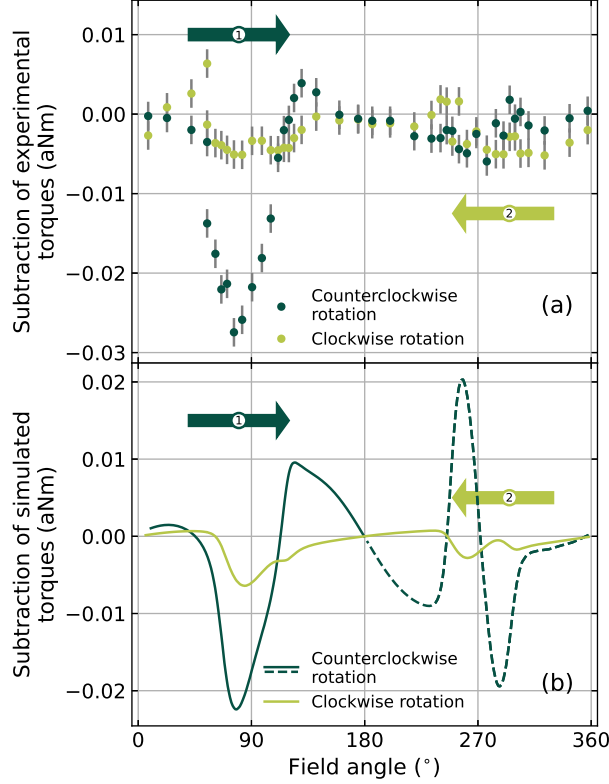 Subtraction of experimental
torques (aNm)
0.01
0.00
−0.01
−0.02
−0.03
1
2
Counterclockwise
rotation
Clockwise rotation
(a)
Subtraction of simulated
torques (aNm)
0.02
0.01
0.00
−0.01
−0.02
1
2
Counterclockwise
rotation
Clockwise rotation
(b)
0
90
180
270
360
Field angle (°)